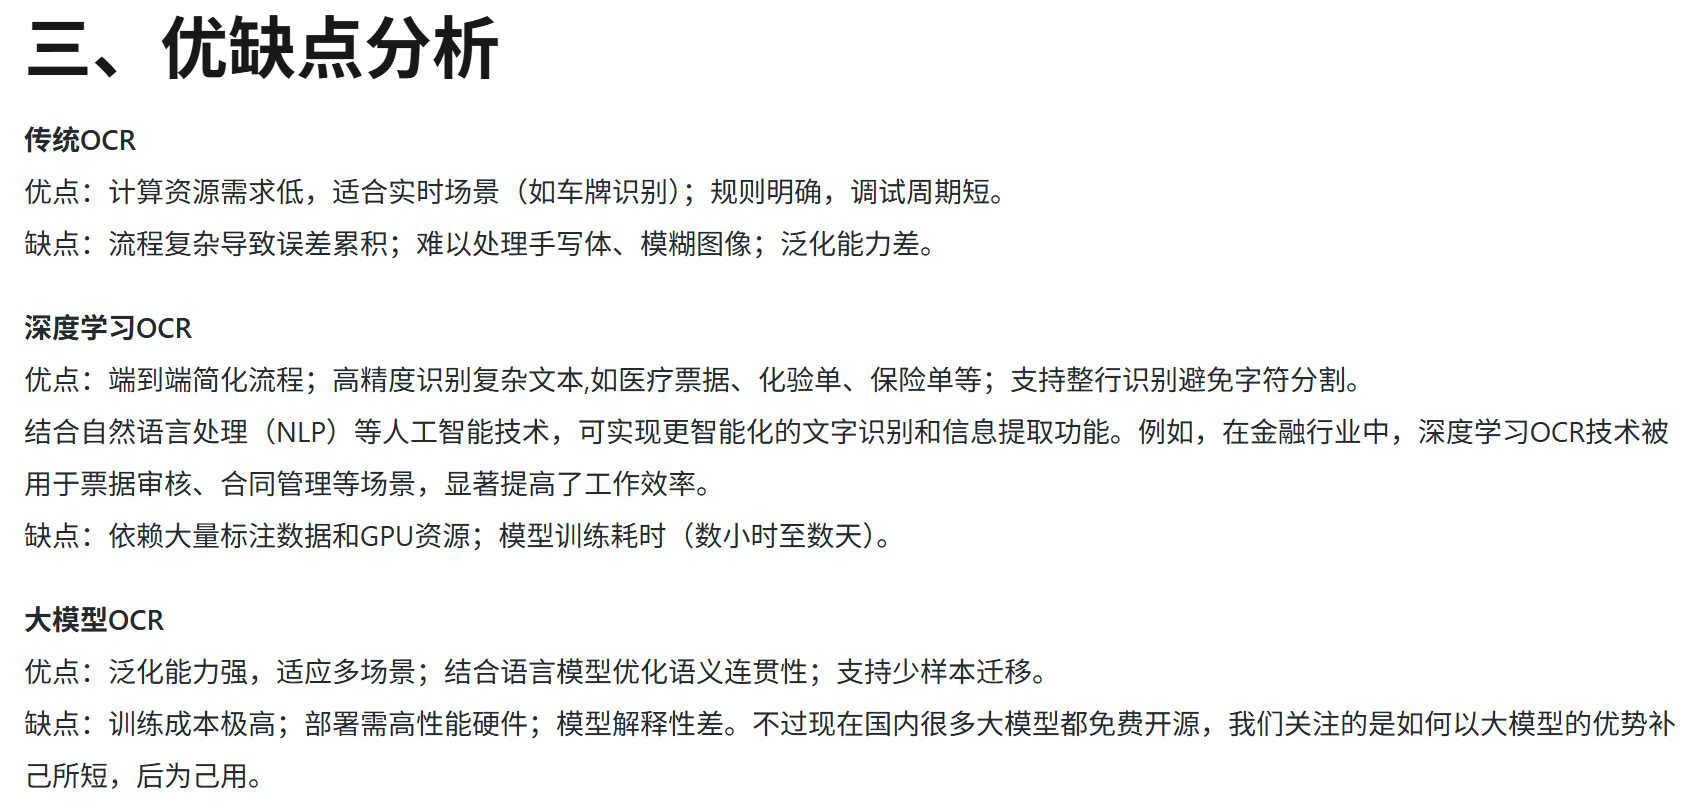 三、优缺点分析
传统OCR
优点：计算资源需求低，适合实时场景（如车牌识别）；规则明确，调试周期短。
缺点：流程复杂导致误差累积；难以处理手写体、模糊图像；泛化能力差。
深度学习OCR
优点：端到端简化流程；高精度识别复杂文本,如医疗票据、化验单、保险单等；支持整行识别避免字符分割。
结合自然语言处理（NLP）等人工智能技术，可实现更智能化的文字识别和信息提取功能。例如，在金融行业中，深度学习OCR技术被
用于票据审核、合同管理等场景，显著提高了工作效率。
缺点：依赖大量标注数据和GPU资源；模型训练耗时（数小时至数天）。
大模型OCR
优点：泛化能力强，适应多场景；结合语言模型优化语义连贯性；支持少样本迁移。
缺点：训练成本极高；部署需高性能硬件；模型解释性差。不过现在国内很多大模型都免费开源，我们关注的是如何以大模型的优势补
己所短，后为己用。